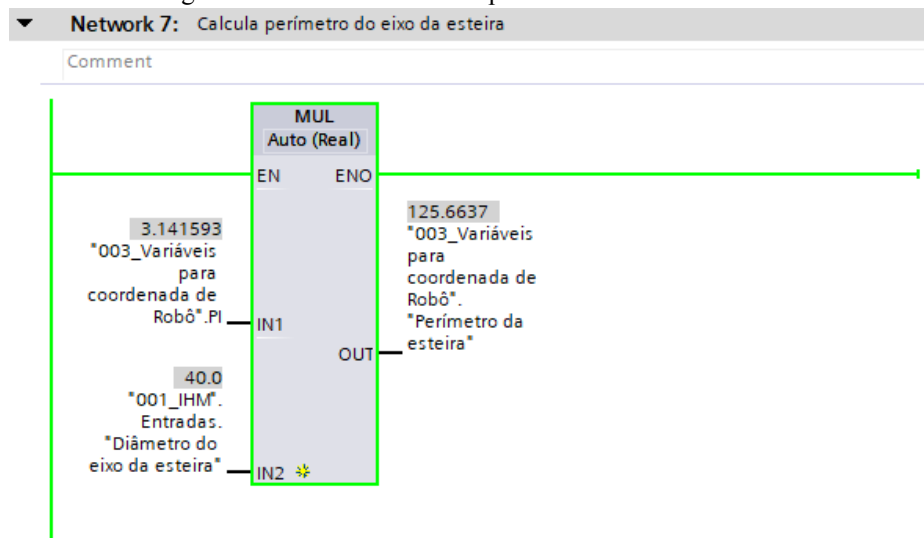 Network 7: Calcula perímetro do eixo da esteira
Comment
MUL
Auto (Real)
EN ENO
3.141593
"003_Variáveis
para
coordenada de
Robô".PI
IN1
125.6637
"003_Variáveis
para
coordenada de
Robô".
"Perímetro da
esteira"
OUT
40.0
"001_IHM".
Entradas.
"Diâmetro do
eixo da esteira"
IN2